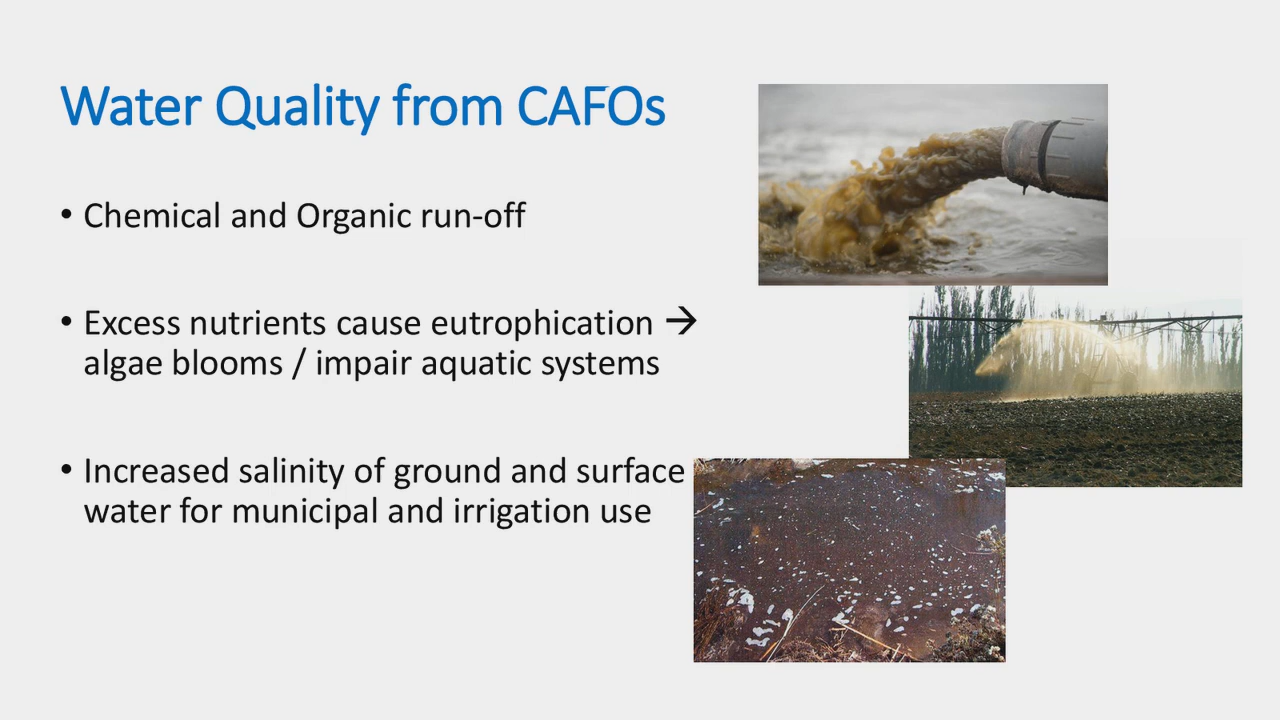 Water Quality from CAFOs
• Chemical and Organic run-off
• Excess nutrients cause eutrophication →
algae blooms / impair aquatic systems
• Increased salinity of ground and surface
water for municipal and irrigation use